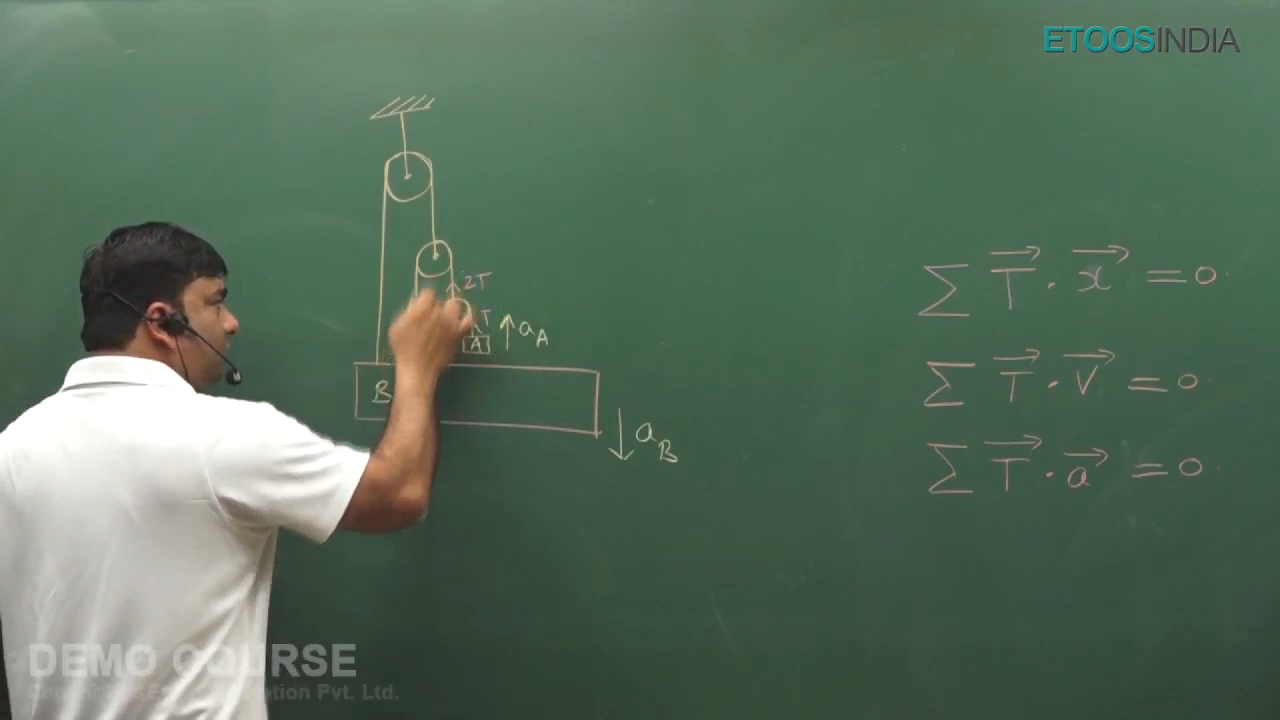 ETOOSINDIA
2T
T
A
a_A
B
a_B
∑ T⃗ · x⃗ = 0
∑ T⃗ · V⃗ = 0
∑ T⃗ · a⃗ = 0
DEMO COURSE
Pvt. Ltd.